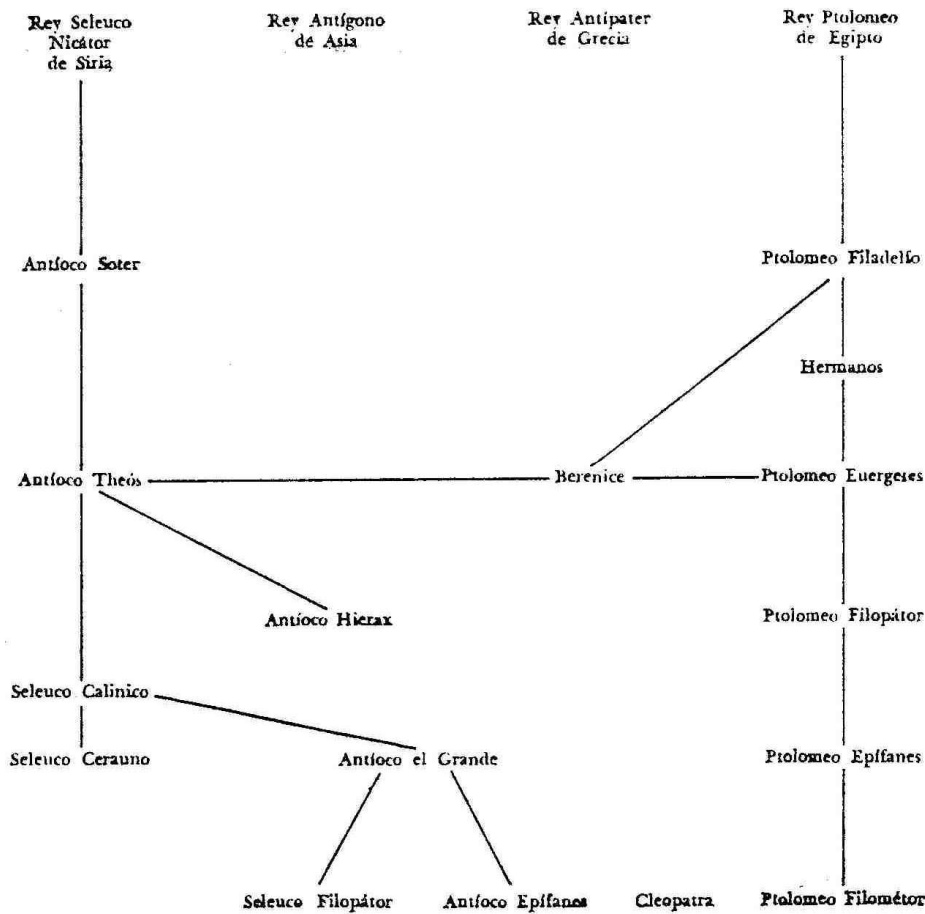 Rey Seleuco
Nicátor
de Siria
Rey Antígono
de Asia
Rey Antípater
de Grecia
Rey Ptolomeo
de Egipto
Antíoco Soter
Ptolomeo Filadelfo
Hermanos
Antíoco Theós
Berenice
Ptolomeo Euergetes
Antíoco Hierax
Ptolomeo Filopátor
Seleuco Calinico
Seleuco Cerauno
Antíoco el Grande
Ptolomeo Epífanes
Seleuco Filopátor
Antíoco Epífanes
Cleopatra
Ptolomeo Filométor